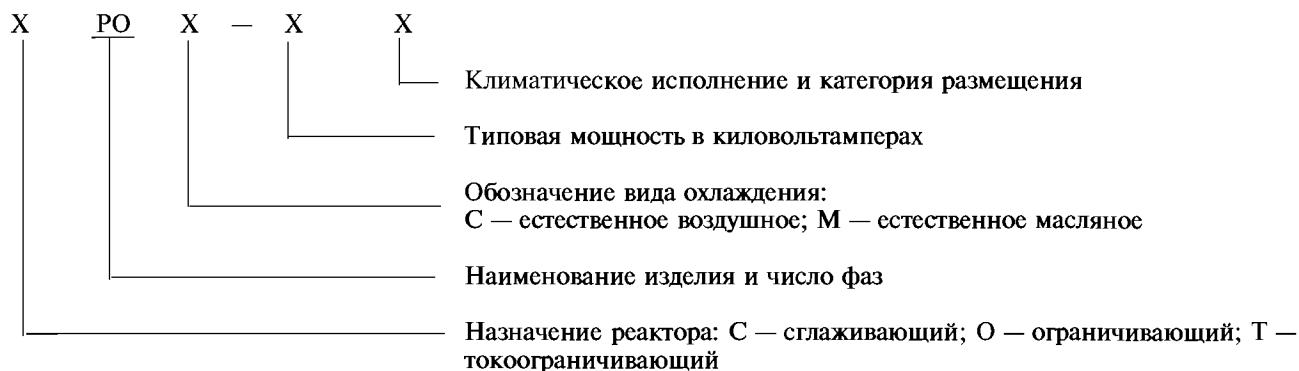 Х РО Х — Х Х
Климатическое исполнение и категория размещения
Типовая мощность в киловольтамперах
Обозначение вида охлаждения:
С — естественное воздушное; М — естественное масляное
Наименование изделия и число фаз
Назначение реактора: С — сглаживающий; О — ограничивающий; Т —
токоограничивающий